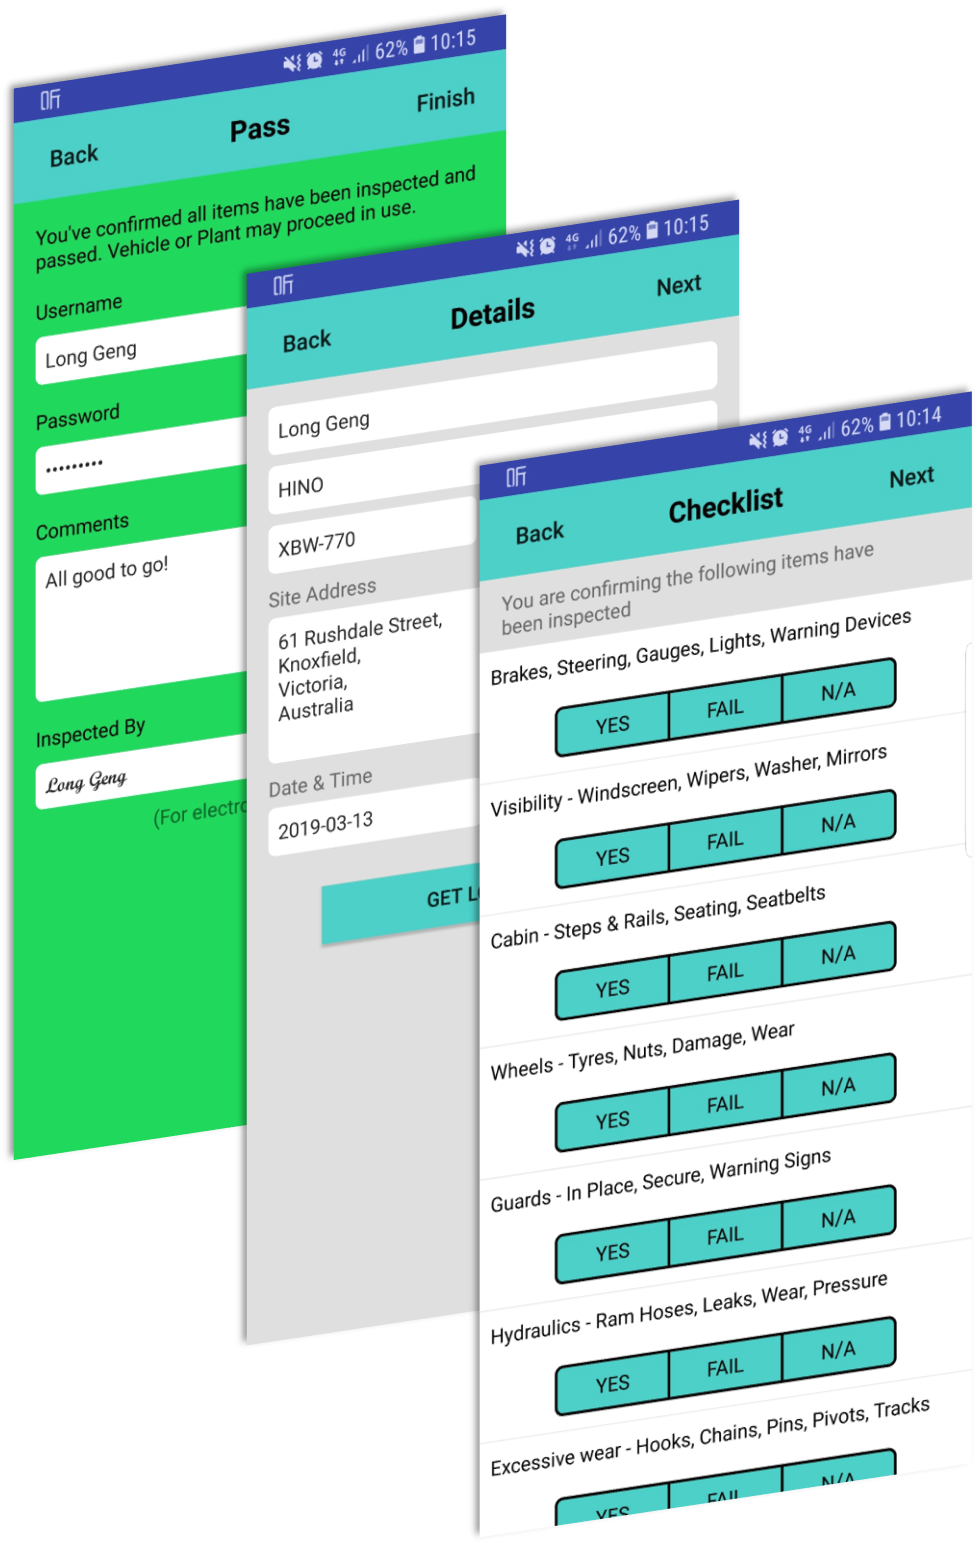 4G 62% 10:15
Back Pass Finish
You've confirmed all items have been inspected and
passed. Vehicle or Plant may proceed in use.
Username
Long Geng
Password
•••••••••
Comments
All good to go!
Inspected By
Long Geng
(For electro
4G 62% 10:15
Back Details Next
Long Geng
HINO
XBW-770
Site Address
61 Rushdale Street,
Knoxfield,
Victoria,
Australia
Date & Time
2019-03-13
GET L
4G 62% 10:14
Back Checklist Next
You are confirming the following items have
been inspected
Brakes, Steering, Gauges, Lights, Warning Devices
YES FAIL N/A
Visibility - Windscreen, Wipers, Washer, Mirrors
YES FAIL N/A
Cabin - Steps & Rails, Seating, Seatbelts
YES FAIL N/A
Wheels - Tyres, Nuts, Damage, Wear
YES FAIL N/A
Guards - In Place, Secure, Warning Signs
YES FAIL N/A
Hydraulics - Ram Hoses, Leaks, Wear, Pressure
YES FAIL N/A
Excessive wear - Hooks, Chains, Pins, Pivots, Tracks
YES FAIL N/A